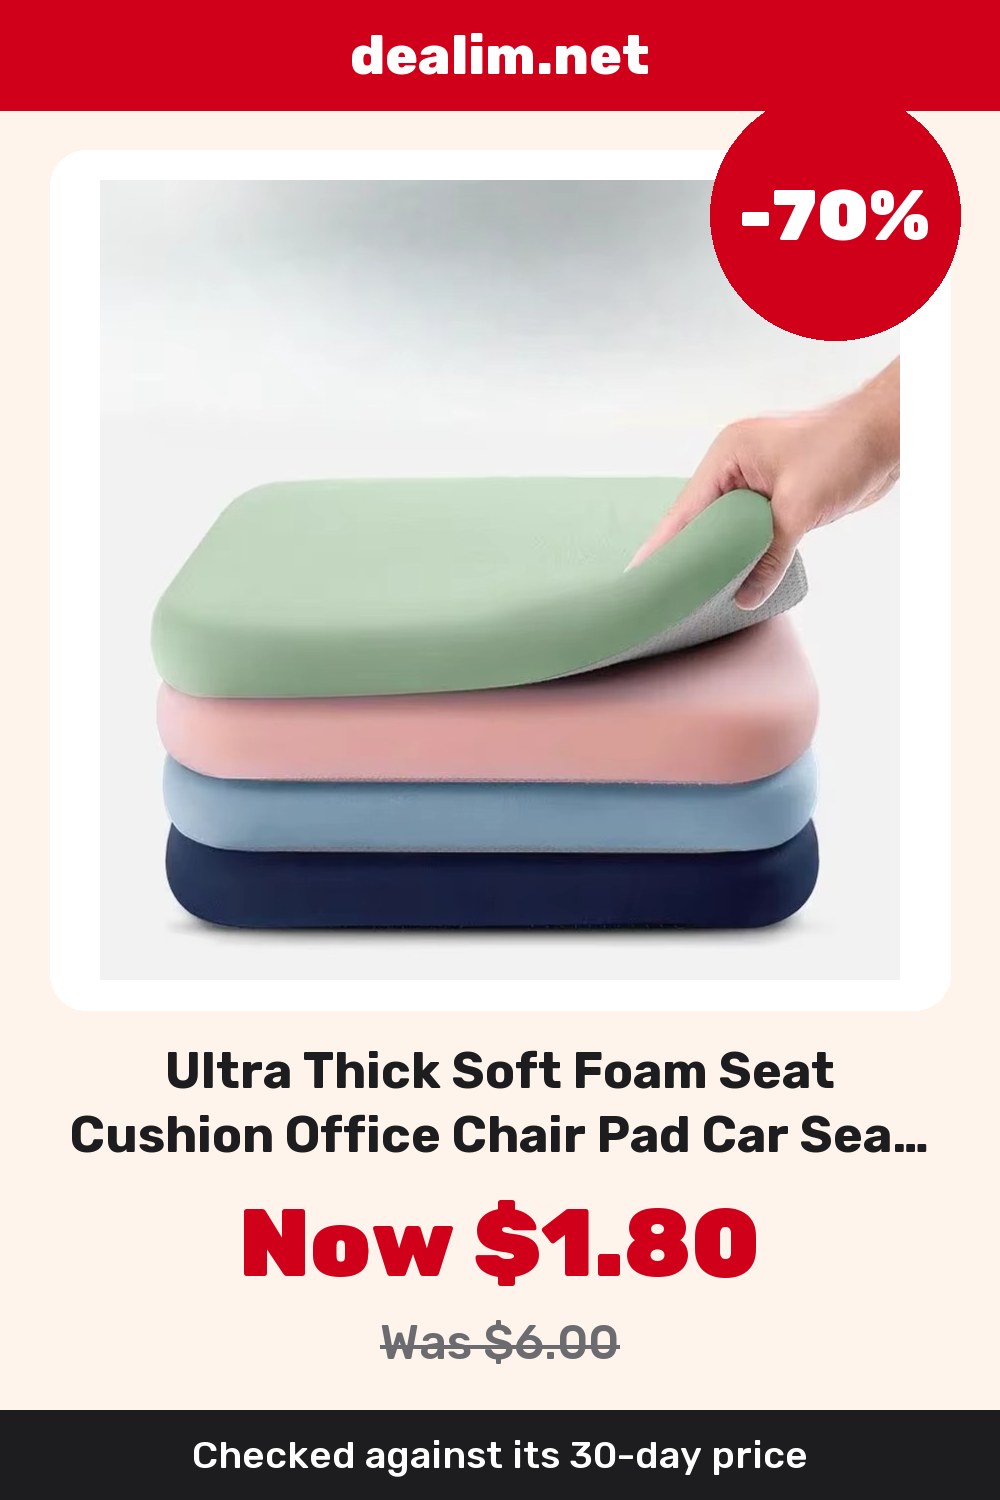 dealim.net
-70%
Ultra Thick Soft Foam Seat
Cushion Office Chair Pad Car Sea...
Now $1.80
Was $6.00
Checked against its 30-day price